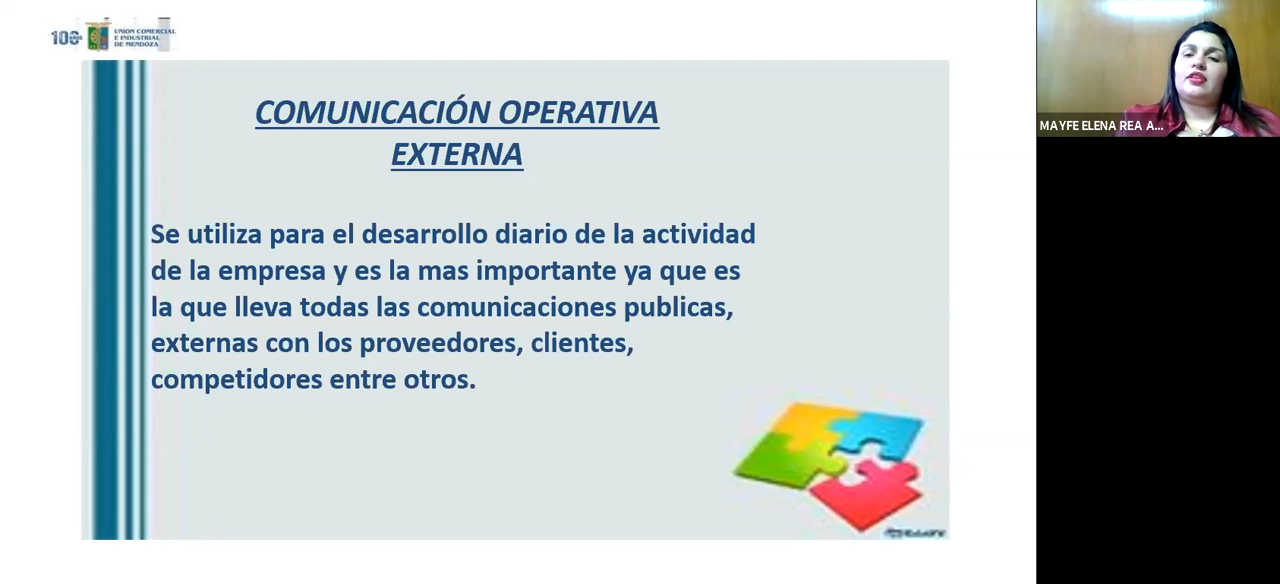 UNION COMERCIAL
E INDUSTRIAL
DE MENDOZA
COMUNICACIÓN OPERATIVA
EXTERNA
Se utiliza para el desarrollo diario de la actividad
de la empresa y es la mas importante ya que es
la que lleva todas las comunicaciones publicas,
externas con los proveedores, clientes,
competidores entre otros.
MAYFE ELENA REA A...